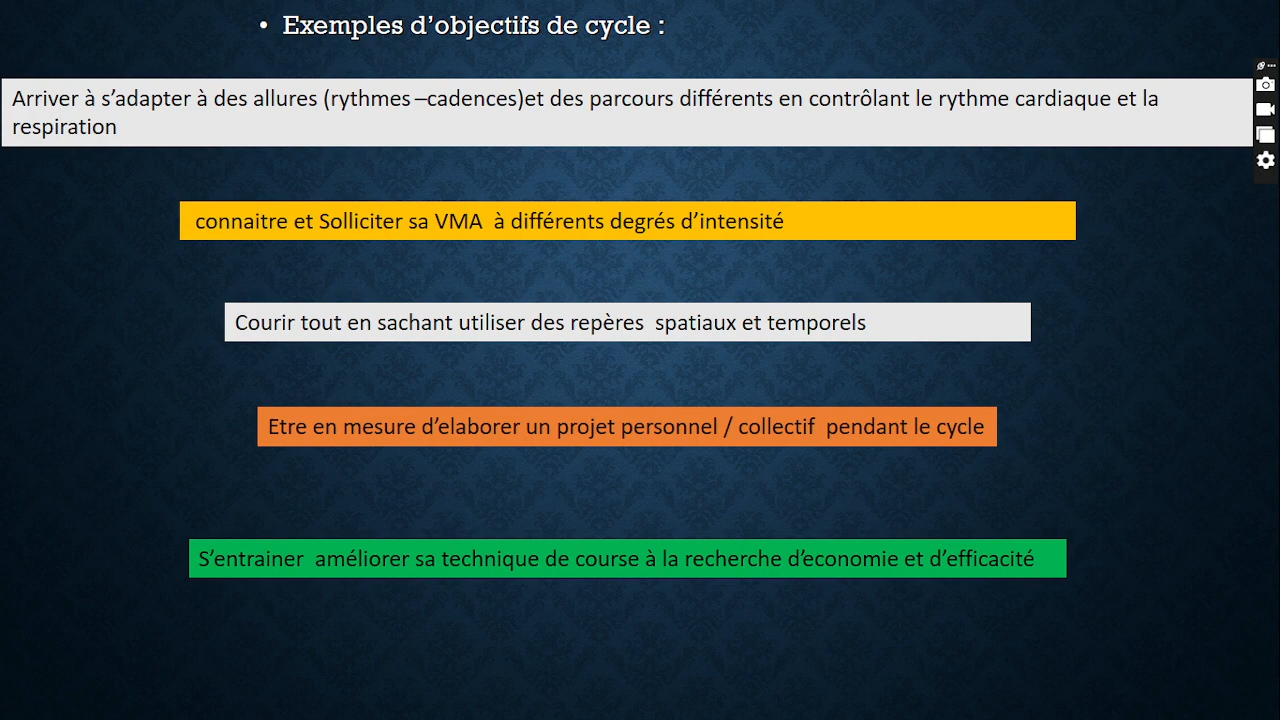 • Exemples d’objectifs de cycle :
Arriver à s’adapter à des allures (rythmes –cadences)et des parcours différents en contrôlant le rythme cardiaque et la
respiration
connaitre et Solliciter sa VMA à différents degrés d’intensité
Courir tout en sachant utiliser des repères spatiaux et temporels
Etre en mesure d’elaborer un projet personnel / collectif pendant le cycle
S’entrainer améliorer sa technique de course à la recherche d’economie et d’efficacité